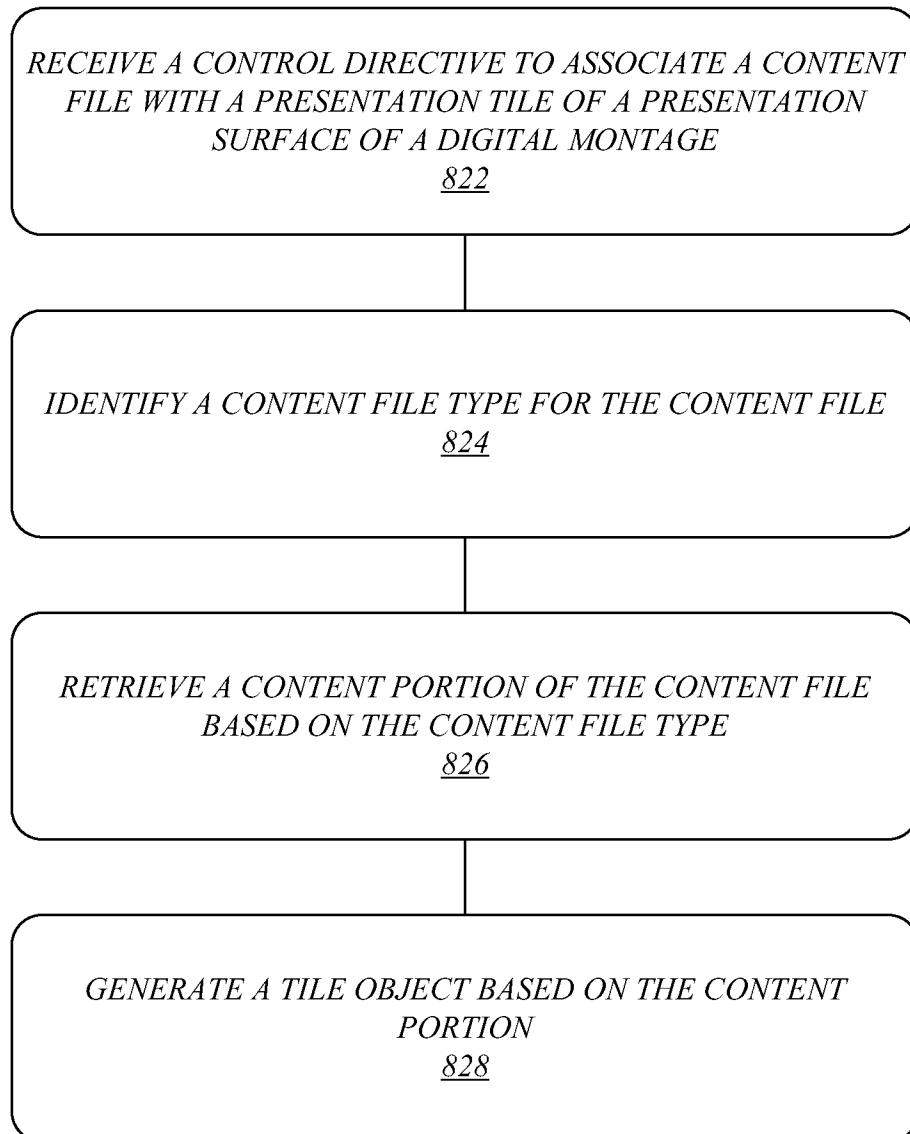 RECEIVE A CONTROL DIRECTIVE TO ASSOCIATE A CONTENT
FILE WITH A PRESENTATION TILE OF A PRESENTATION
SURFACE OF A DIGITAL MONTAGE
822
IDENTIFY A CONTENT FILE TYPE FOR THE CONTENT FILE
824
RETRIEVE A CONTENT PORTION OF THE CONTENT FILE
BASED ON THE CONTENT FILE TYPE
826
GENERATE A TILE OBJECT BASED ON THE CONTENT
PORTION
828